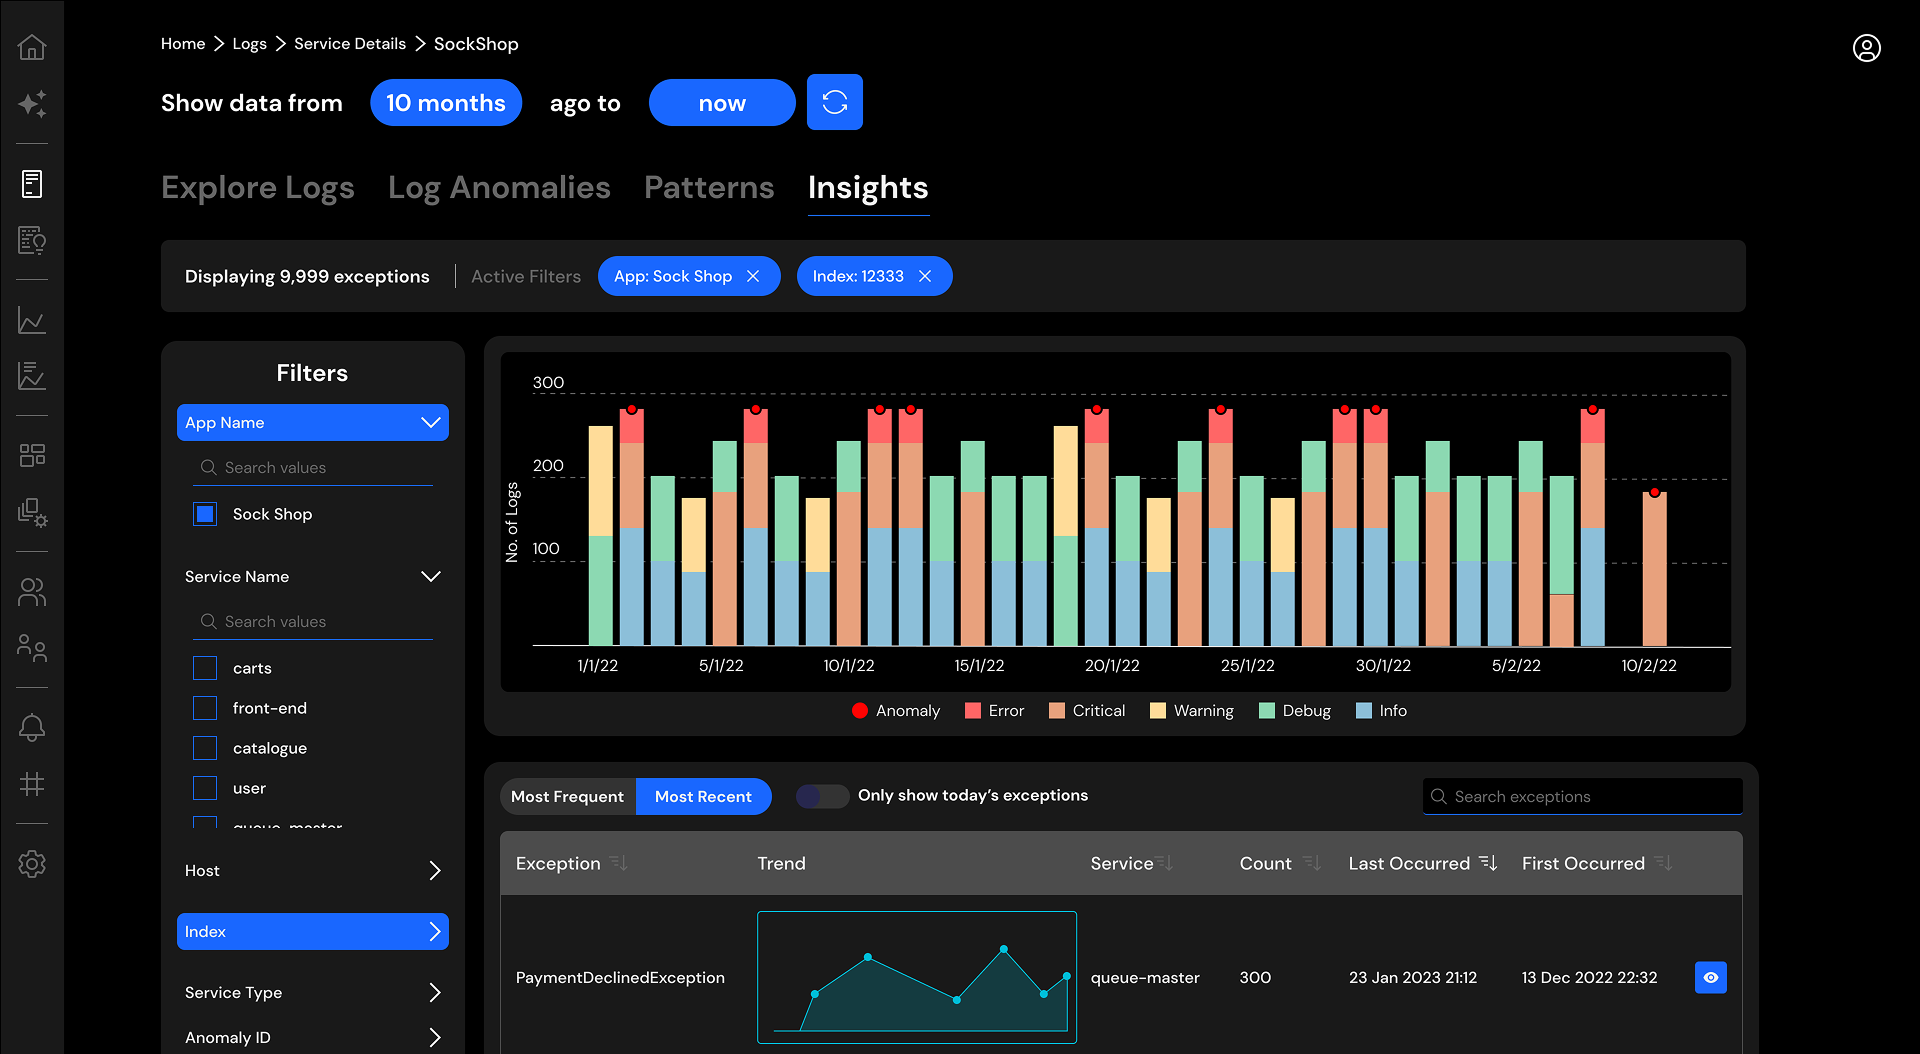 Home > Logs > Service Details > SockShop
Show data from 10 months ago to now
Explore Logs Log Anomalies Patterns Insights
Displaying 9,999 exceptions Active Filters App: Sock Shop Index: 12333
Filters
App Name
Search values
Sock Shop
Service Name
Search values
carts
front-end
catalogue
user
queue-master
Host
Index
Service Type
Anomaly ID
300
200
100
No. of Logs
1/1/22 5/1/22 10/1/22 15/1/22 20/1/22 25/1/22 30/1/22 5/2/22 10/2/22
Anomaly Error Critical Warning Debug Info
Most Frequent Most Recent Only show today's exceptions Search exceptions
Exception Trend Service Count Last Occurred First Occurred
PaymentDeclinedException queue-master 300 23 Jan 2023 21:12 13 Dec 2022 22:32